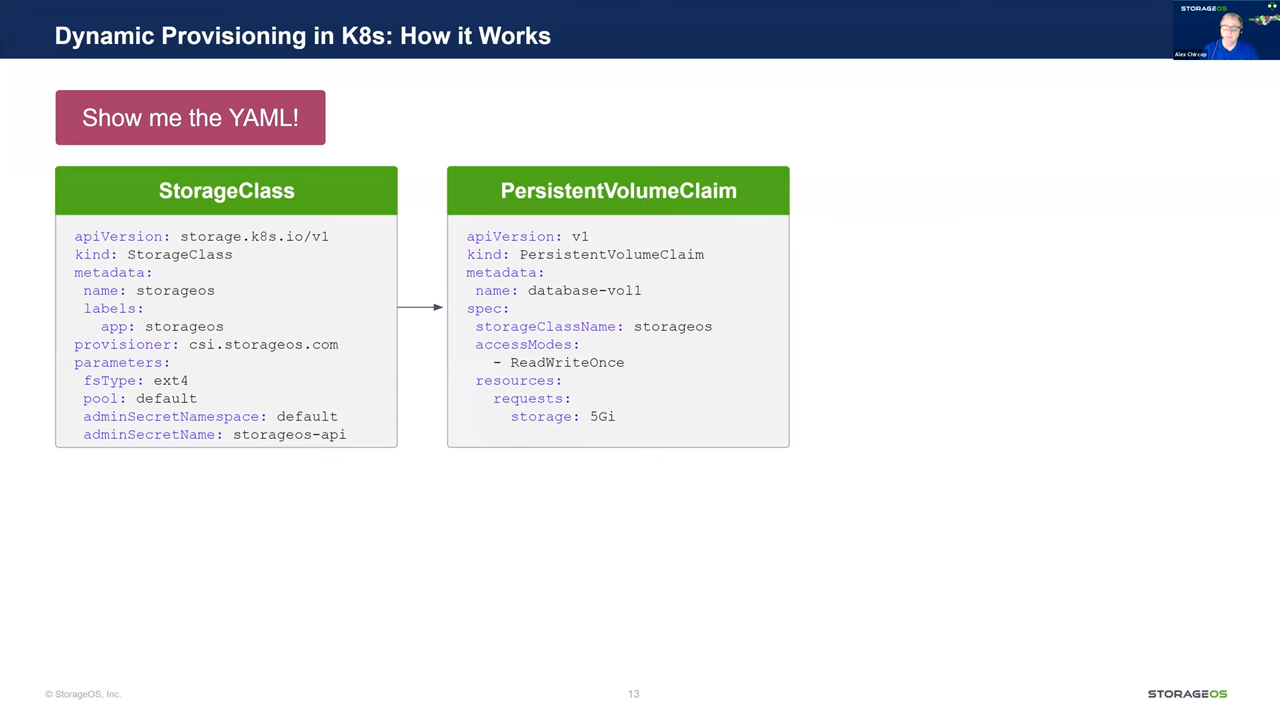 Dynamic Provisioning in K8s: How it Works
STORAGEOS
Alex Chircop
Show me the YAML!
StorageClass
apiVersion: storage.k8s.io/v1
kind: StorageClass
metadata:
name: storageos
labels:
app: storageos
provisioner: csi.storageos.com
parameters:
fsType: ext4
pool: default
adminSecretNamespace: default
adminSecretName: storageos-api
PersistentVolumeClaim
apiVersion: v1
kind: PersistentVolumeClaim
metadata:
name: database-vol1
spec:
storageClassName: storageos
accessModes:
- ReadWriteOnce
resources:
requests:
storage: 5Gi
© StorageOS, Inc.
13
STORAGEOS